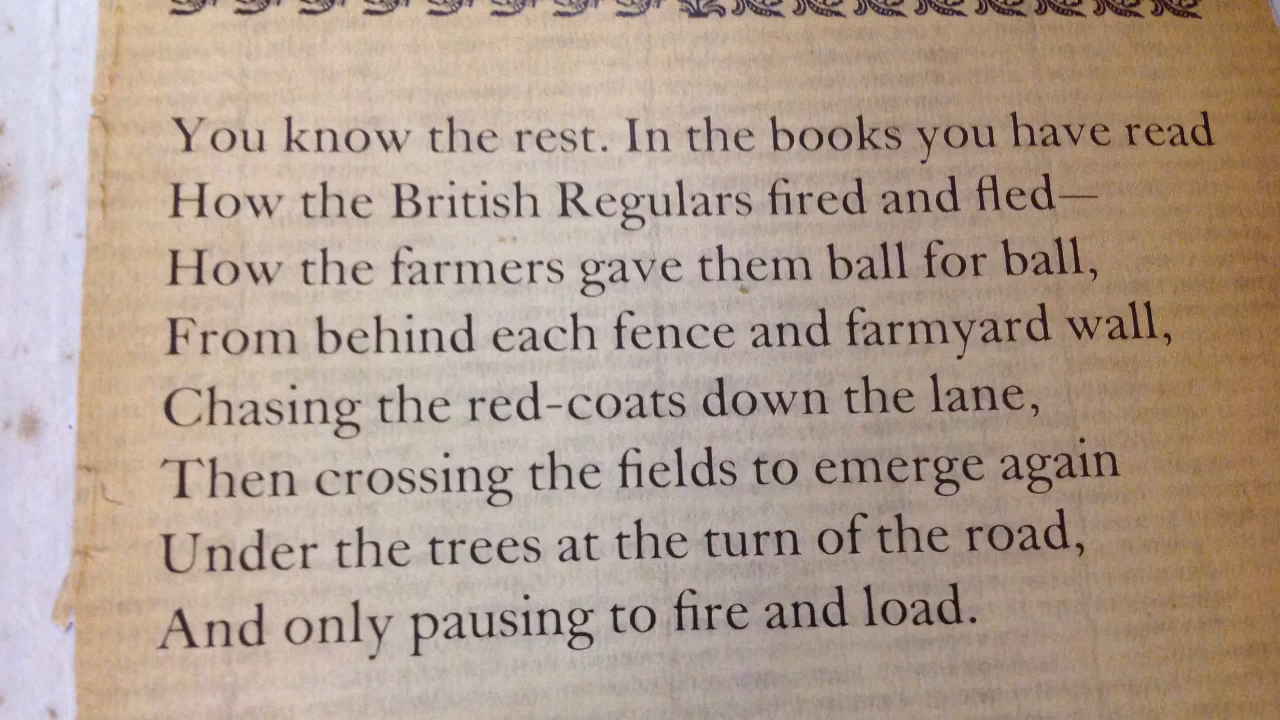 You know the rest. In the books you have read
How the British Regulars fired and fled—
How the farmers gave them ball for ball,
From behind each fence and farmyard wall,
Chasing the red-coats down the lane,
Then crossing the fields to emerge again
Under the trees at the turn of the road,
And only pausing to fire and load.